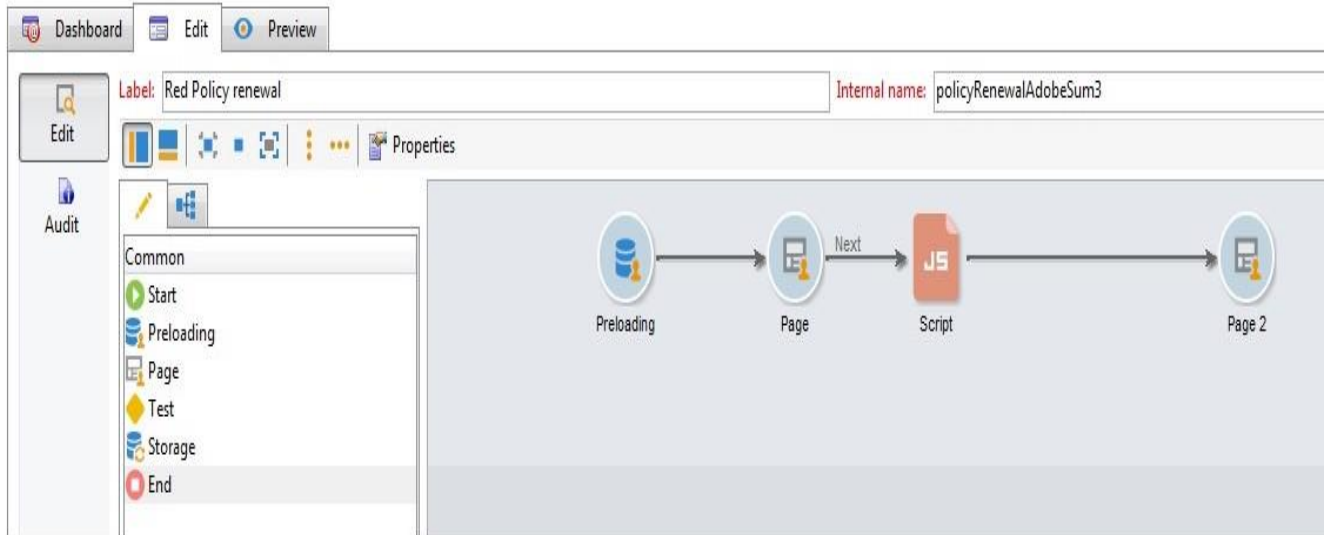 Dashboard Edit Preview
Label: Red Policy renewal Internal name: policyRenewalAdobeSum3
Edit
Properties
Audit
Common
Start
Preloading
Page
Test
Storage
End
Next
JS
Preloading Page Script Page 2